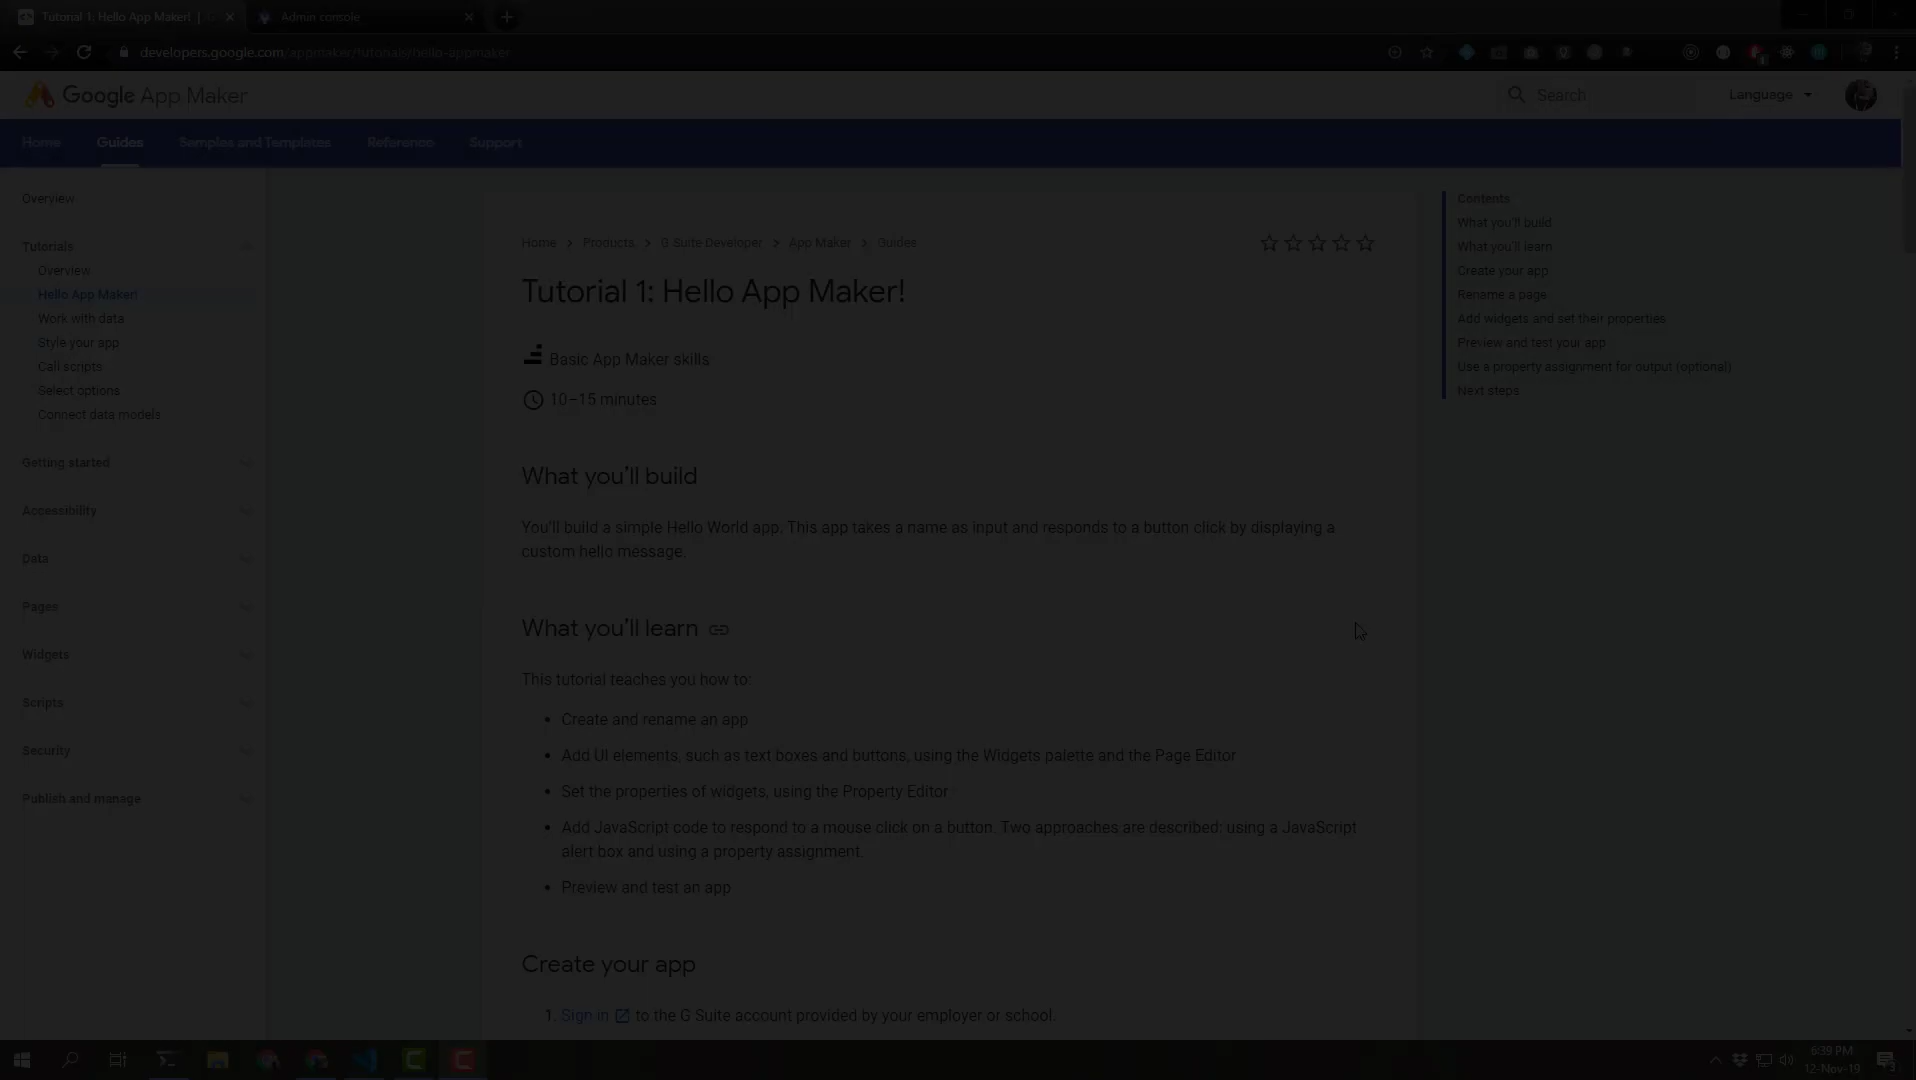 Tutorial 1: Hello App Maker! |
Admin console
developers.google.com/appmaker/tutorials/hello-appmaker
Google App Maker
Search
Language
Home
Guides
Samples and Templates
Reference
Support
Overview
Tutorials
Overview
Hello App Maker!
Work with data
Style your app
Call scripts
Select options
Connect data models
Getting started
Accessibility
Data
Pages
Widgets
Scripts
Security
Publish and manage
Home > Products > G Suite Developer > App Maker > Guides
Tutorial 1: Hello App Maker!
Basic App Maker skills
10–15 minutes
What you'll build
You'll build a simple Hello World app. This app takes a name as input and responds to a button click by displaying a
custom hello message.
What you'll learn
This tutorial teaches you how to:
• Create and rename an app
• Add UI elements, such as text boxes and buttons, using the Widgets palette and the Page Editor
• Set the properties of widgets, using the Property Editor
• Add JavaScript code to respond to a mouse click on a button. Two approaches are described: using a JavaScript
alert box and using a property assignment.
• Preview and test an app
Create your app
1. Sign in to the G Suite account provided by your employer or school.
Contents
What you'll build
What you'll learn
Create your app
Rename a page
Add widgets and set their properties
Preview and test your app
Use a property assignment for output (optional)
Next steps
6:39 PM
12-Nov-19